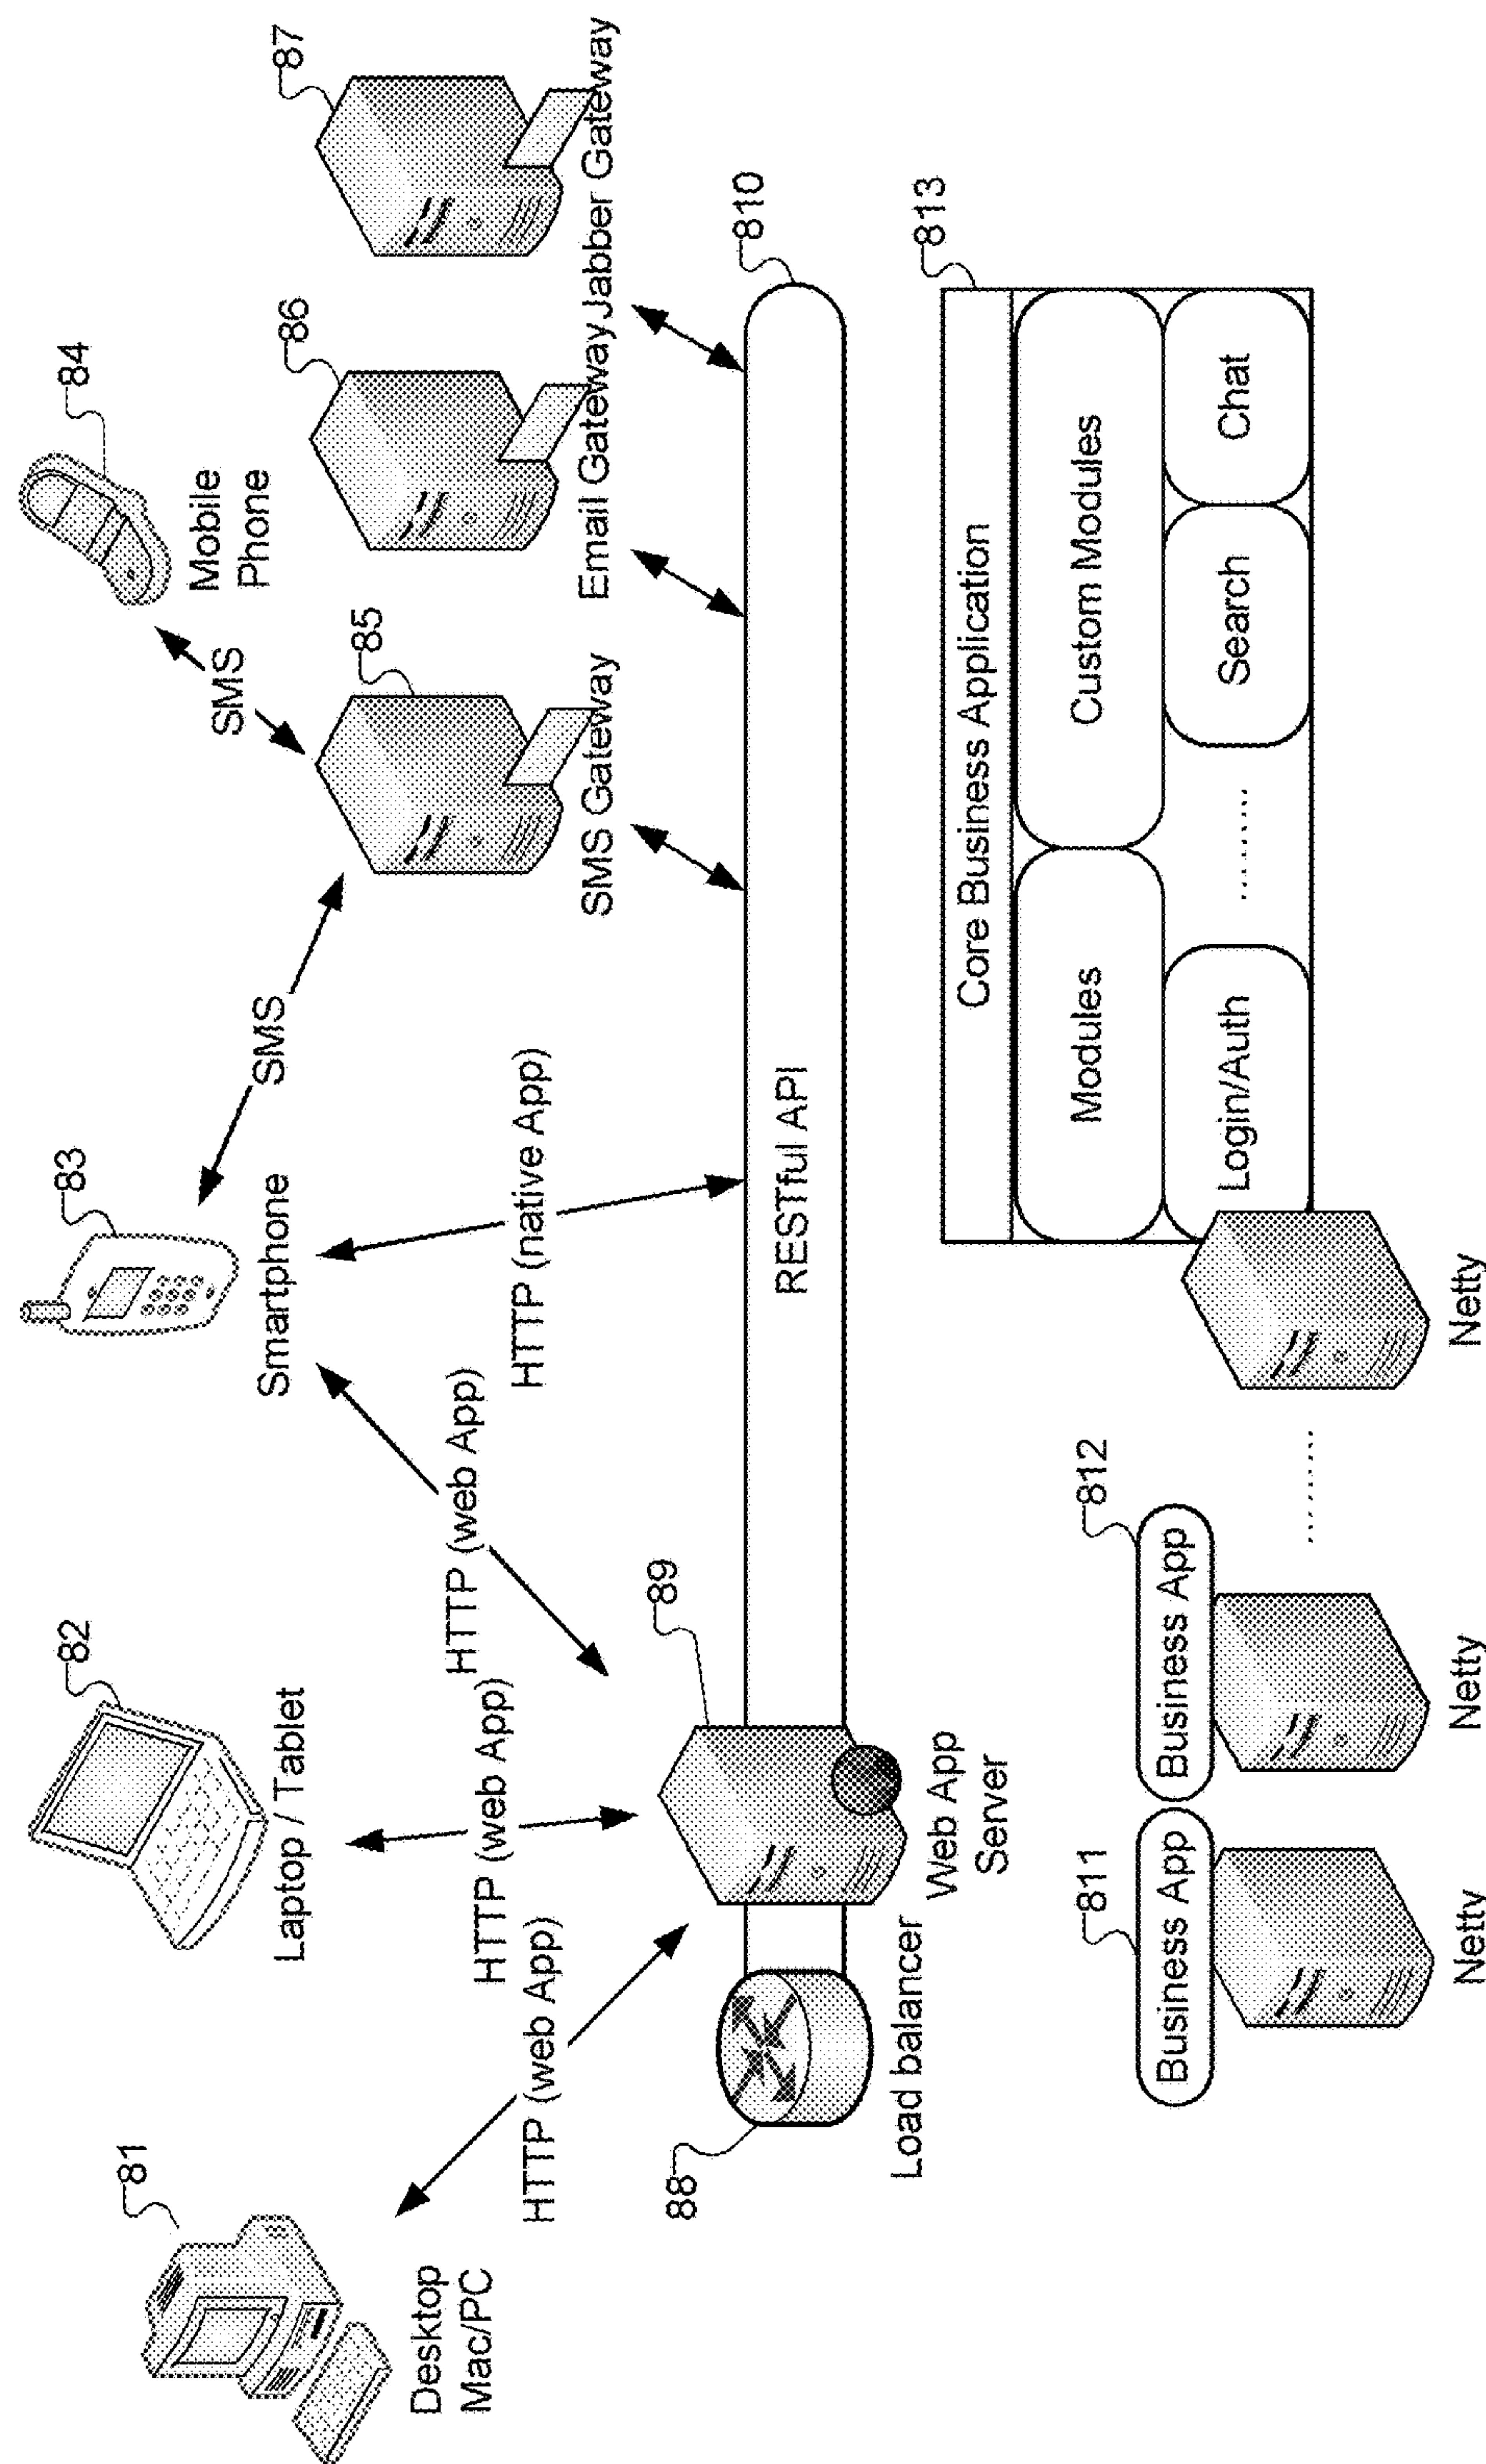 81
82
83
84
Desktop
Mac/PC
Laptop / Tablet
Smartphone
Mobile
Phone
SMS
SMS
85
86
87
HTTP (web App)
HTTP (web App)
HTTP (web App)
HTTP (native App)
SMS Gateway
Email Gateway
Jabber Gateway
88
89
810
RESTful API
Load balancer
Web App
Server
811
812
813
Business App
Business App
Core Business Application
Modules
Custom Modules
Login/Auth
........
Search
Chat
........
Netty
Netty
Netty